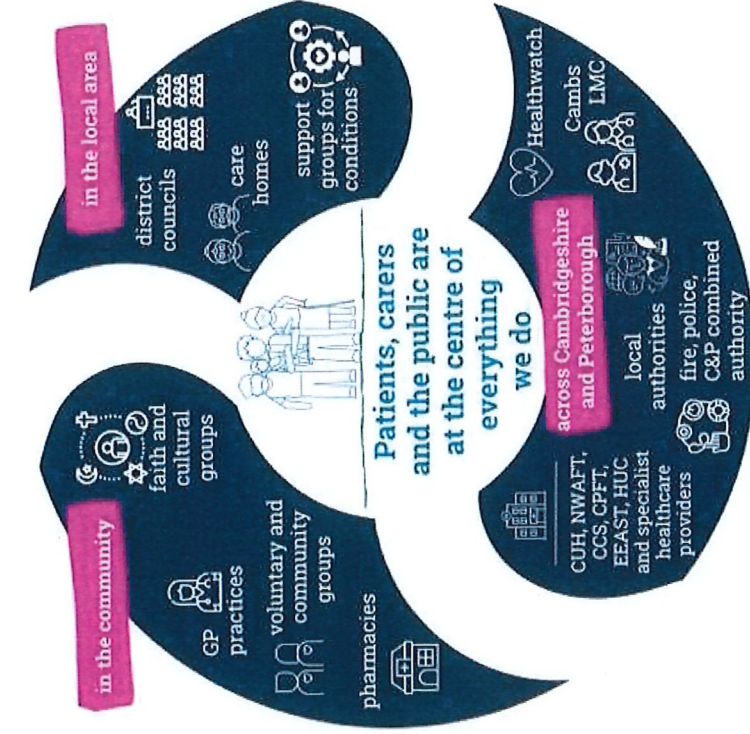 in the community
faith and
cultural
groups
GP
practices
voluntary and
community
groups
pharmacies
in the local area
district
councils
care
homes
support
groups for
conditions
Patients, carers
and the public are
at the centre of
everything
we do
across Cambridgeshire
and Peterborough
Healthwatch
Cambs
LMC
local
authorities
fire, police,
C&P combined
authority
CUH, NWAFT,
CCS, CPFT,
EEAST, HUC
and specialist
healthcare
providers